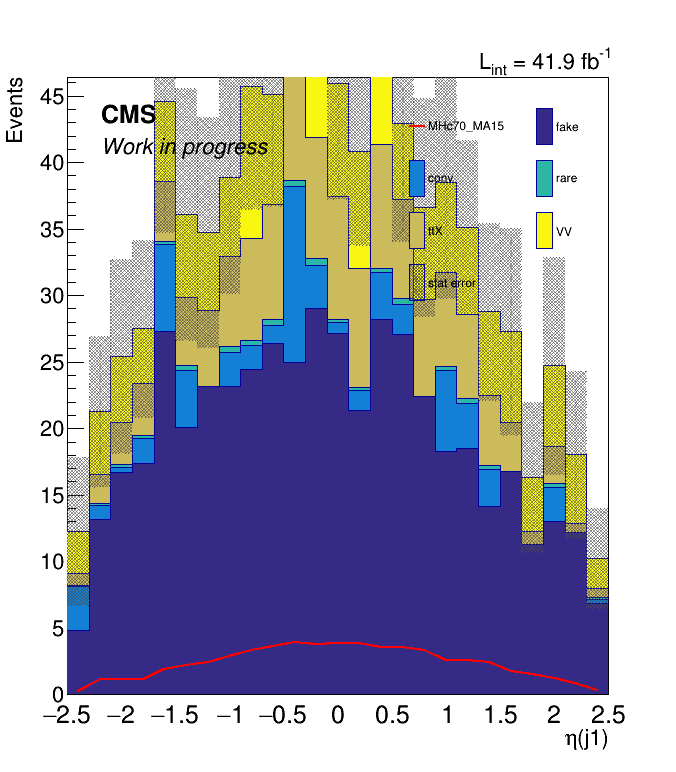 L_int = 41.9 fb^-1
Events
CMS
Work in progress
MHc70_MA15
fake
conv
rare
ttX
VV
stat error
45
40
35
30
25
20
15
10
5
0
−2.5 −2 −1.5 −1 −0.5 0 0.5 1 1.5 2 2.5
η(j1)